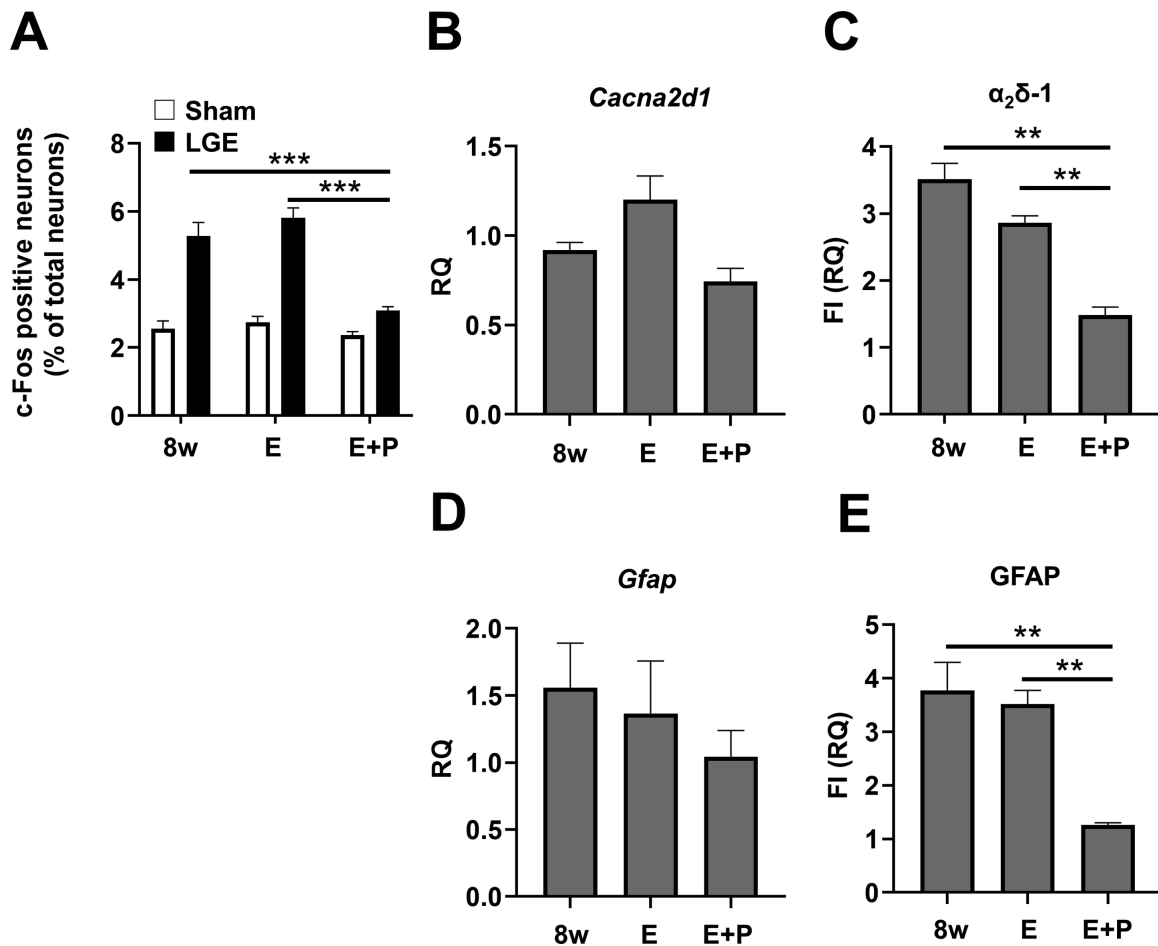 A
Sham
LGE
c-Fos positive neurons
(% of total neurons)
8
6
4
2
0
***
***
8w E E+P
B
Cacna2d1
RQ
1.5
1.0
0.5
0.0
8w E E+P
C
α₂δ-1
FI (RQ)
4
3
2
1
0
**
**
8w E E+P
D
Gfap
RQ
2.0
1.5
1.0
0.5
0.0
8w E E+P
E
GFAP
FI (RQ)
5
4
3
2
1
0
**
**
8w E E+P